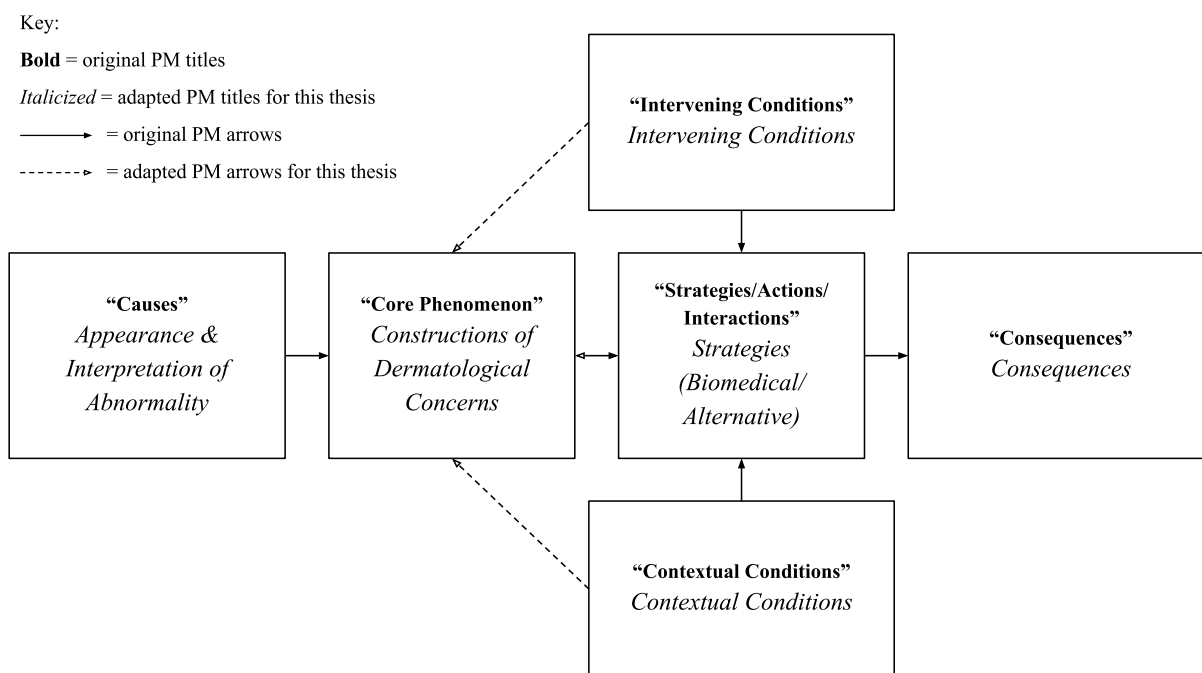 Key:
Bold = original PM titles
Italicized = adapted PM titles for this thesis
= original PM arrows
= adapted PM arrows for this thesis
“Intervening Conditions”
Intervening Conditions
“Causes”
Appearance &
Interpretation of
Abnormality
“Core Phenomenon”
Constructions of
Dermatological
Concerns
“Strategies/Actions/
Interactions”
Strategies
(Biomedical/
Alternative)
“Consequences”
Consequences
“Contextual Conditions”
Contextual Conditions